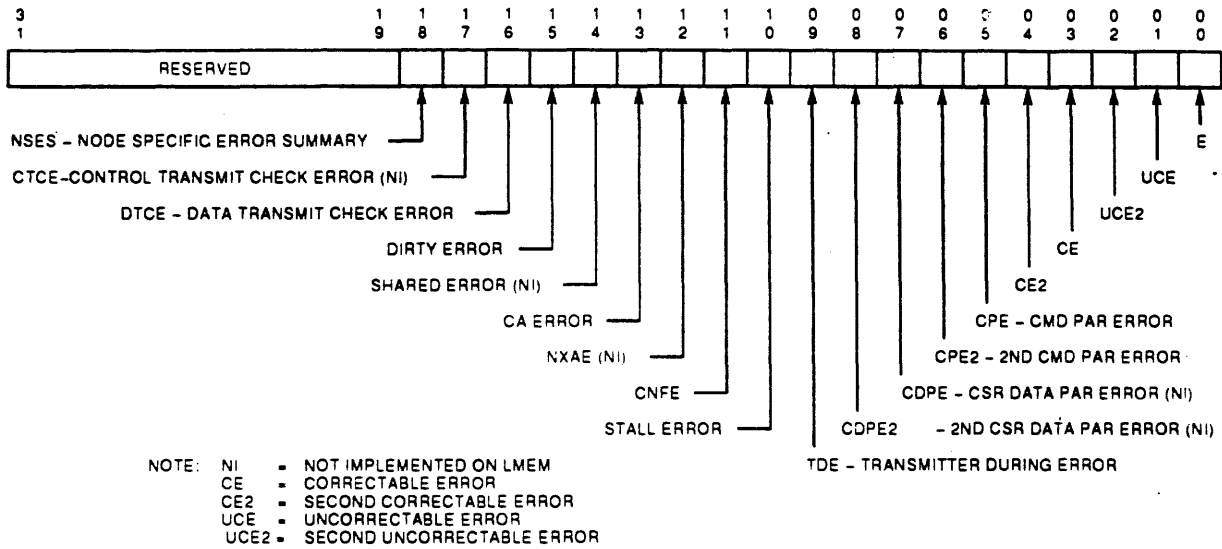 3 1 1 1 1 1 1 1 1 1 1 0 0 0 0 0 0 0 0 0 0
1 9 8 7 6 5 4 3 2 1 0 9 8 7 6 5 4 3 2 1 0
RESERVED
NSES – NODE SPECIFIC ERROR SUMMARY
E
CTCE–CONTROL TRANSMIT CHECK ERROR (NI)
UCE
DTCE – DATA TRANSMIT CHECK ERROR
UCE2
DIRTY ERROR
CE
SHARED ERROR (NI)
CE2
CA ERROR
CPE – CMD PAR ERROR
NXAE (NI)
CPE2 – 2ND CMD PAR ERROR
CNFE
CDPE – CSR DATA PAR ERROR (NI)
STALL ERROR
CDPE2 – 2ND CSR DATA PAR ERROR (NI)
TDE – TRANSMITTER DURING ERROR
NOTE: NI = NOT IMPLEMENTED ON LMEM
CE = CORRECTABLE ERROR
CE2 = SECOND CORRECTABLE ERROR
UCE = UNCORRECTABLE ERROR
UCE2 = SECOND UNCORRECTABLE ERROR